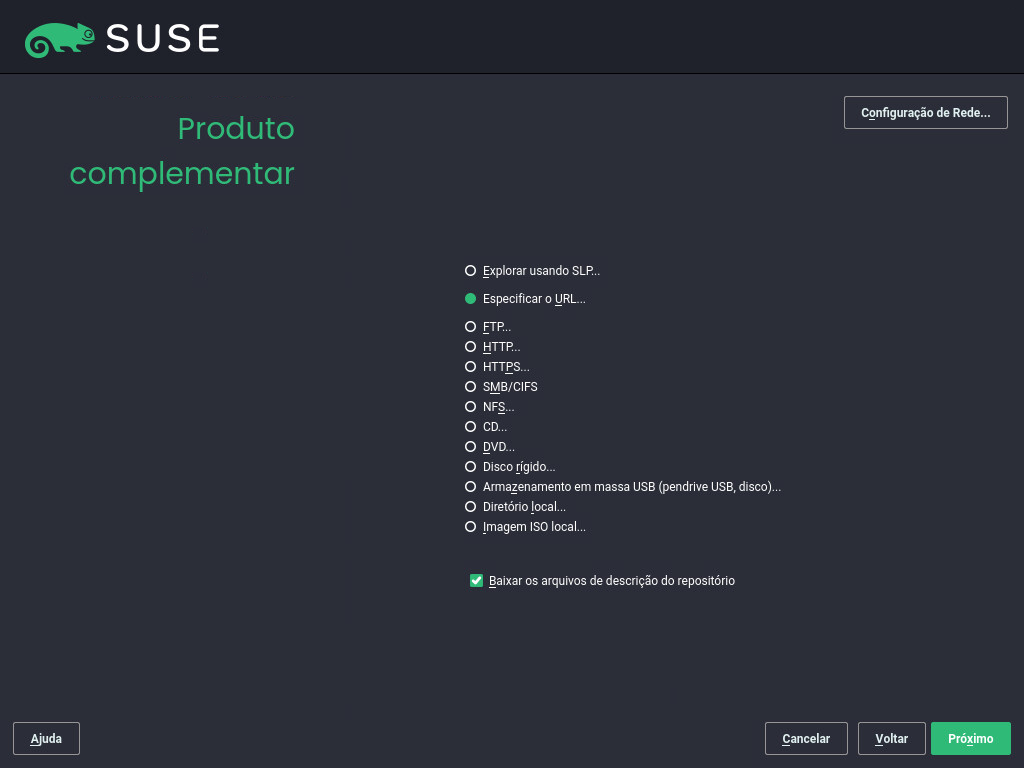 SUSE
Configuração de Rede...
Produto
complementar
Explorar usando SLP...
Especificar o URL...
FTP...
HTTP...
HTTPS...
SMB/CIFS
NFS...
CD...
DVD...
Disco rígido...
Armazenamento em massa USB (pendrive USB, disco)...
Diretório local...
Imagem ISO local...
Baixar os arquivos de descrição do repositório
Ajuda
Cancelar
Voltar
Próximo